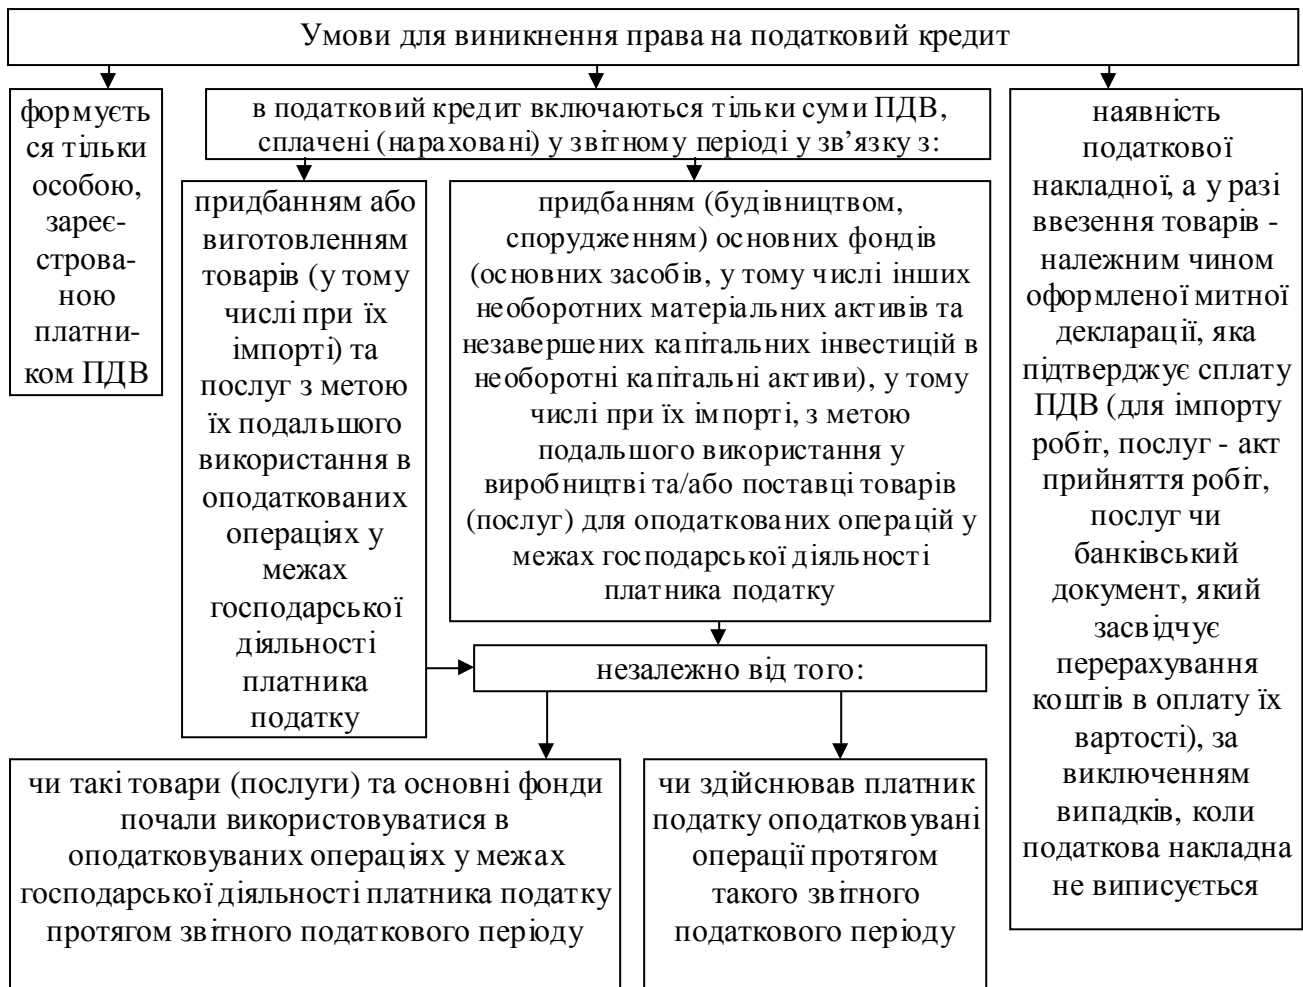 Умови для виникнення права на податковий кредит
формуєть
ся тільки
особою,
зареє-
строва-
ною
платни-
ком ПДВ
в податковий кредит включаються тільки суми ПДВ,
сплачені (нараховані) у звітному періоді у зв’язку з:
придбанням або
виготовленням
товарів (у тому
числі при їх
імпорті) та
послуг з метою
їх подальшого
використання в
оподаткованих
операціях у
межах
господарської
діяльності
платника
податку
придбанням (будівництвом,
спорудженням) основних фондів
(основних засобів, у тому числі інших
необоротних матеріальних активів та
незавершених капітальних інвестицій в
необоротні капітальні активи), у тому
числі при їх імпорті, з метою
подальшого використання у
виробництві та/або поставці товарів
(послуг) для оподаткованих операцій у
межах господарської діяльності
платника податку
незалежно від того:
чи такі товари (послуги) та основні фонди
почали використовуватися в
оподатковуваних операціях у межах
господарської діяльності платника податку
протягом звітного податкового періоду
чи здійснював платник
податку оподатковувані
операції протягом
такого звітного
податкового періоду
наявність
податкової
накладної, а у разі
ввезення товарів -
належним чином
оформленої митної
декларації, яка
підтверджує сплату
ПДВ (для імпорту
робіт, послуг - акт
прийняття робіт,
послуг чи
банківський
документ, який
засвідчує
перерахування
коштів в оплату їх
вартості), за
виключенням
випадків, коли
податкова накладна
не виписується